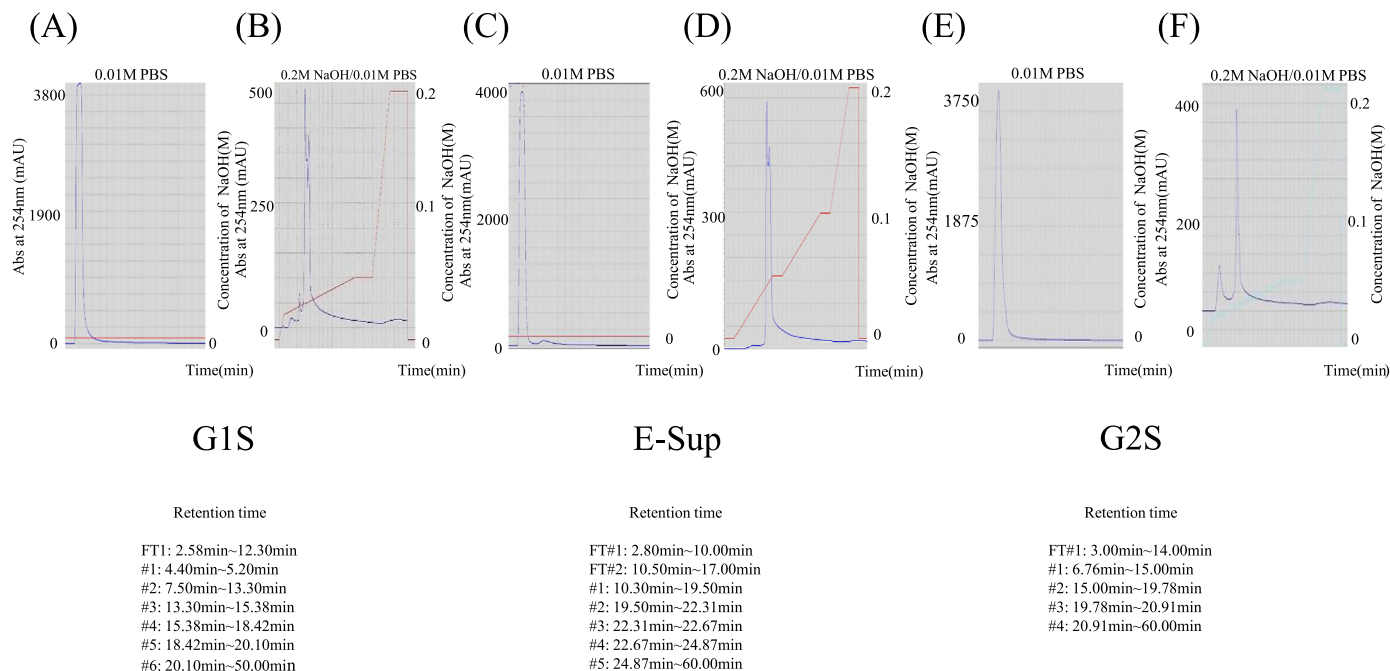 (A)
0.01M PBS
3800
1900
0
0
Abs at 254nm (mAU)
Concentration of NaOH(M)
Time(min)
(B)
0.2M NaOH/0.01M PBS
500
250
0
0.2
0.1
0
Abs at 254nm (mAU)
Concentration of NaOH(M)
Time(min)
(C)
0.01M PBS
4000
2000
0
0
Abs at 254nm(mAU)
Concentration of NaOH(M)
Time(min)
(D)
0.2M NaOH/0.01M PBS
600
300
0
0.2
0.1
0
Abs at 254nm(mAU)
Concentration of NaOH(M)
Time(min)
(E)
0.01M PBS
3750
1875
0
0
Abs at 254nm(mAU)
Concentration of NaOH(M)
Time(min)
(F)
0.2M NaOH/0.01M PBS
400
200
0
0.2
0.1
0
Abs at 254nm(mAU)
Concentration of NaOH(M)
Time(min)
G1S
Retention time
FT1: 2.58min~12.30min
#1: 4.40min~5.20min
#2: 7.50min~13.30min
#3: 13.30min~15.38min
#4: 15.38min~18.42min
#5: 18.42min~20.10min
#6: 20.10min~50.00min
E-Sup
Retention time
FT#1: 2.80min~10.00min
FT#2: 10.50min~17.00min
#1: 10.30min~19.50min
#2: 19.50min~22.31min
#3: 22.31min~22.67min
#4: 22.67min~24.87min
#5: 24.87min~60.00min
G2S
Retention time
FT#1: 3.00min~14.00min
#1: 6.76min~15.00min
#2: 15.00min~19.78min
#3: 19.78min~20.91min
#4: 20.91min~60.00min